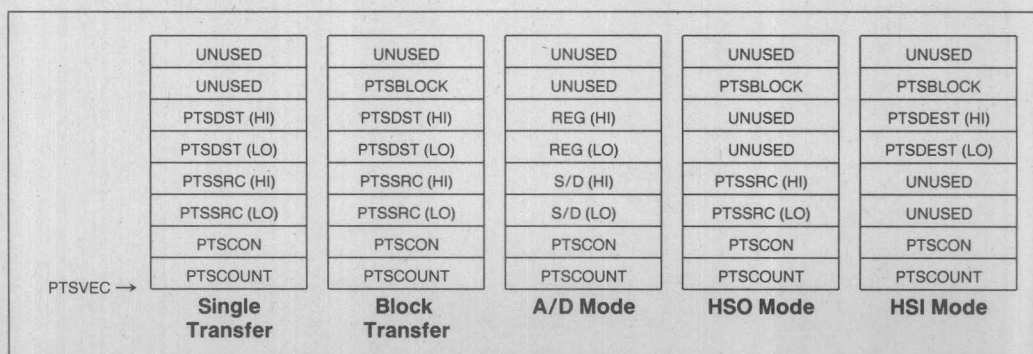 UNUSED UNUSED UNUSED UNUSED UNUSED
UNUSED PTSBLOCK UNUSED PTSBLOCK PTSBLOCK
PTSDST (HI) PTSDST (HI) REG (HI) UNUSED PTSDEST (HI)
PTSDST (LO) PTSDST (LO) REG (LO) UNUSED PTSDEST (LO)
PTSSRC (HI) PTSSRC (HI) S/D (HI) PTSSRC (HI) UNUSED
PTSSRC (LO) PTSSRC (LO) S/D (LO) PTSSRC (LO) UNUSED
PTSCON PTSCON PTSCON PTSCON PTSCON
PTSVEC → PTSCOUNT PTSCOUNT PTSCOUNT PTSCOUNT PTSCOUNT
Single Block A/D Mode HSO Mode HSI Mode
Transfer Transfer